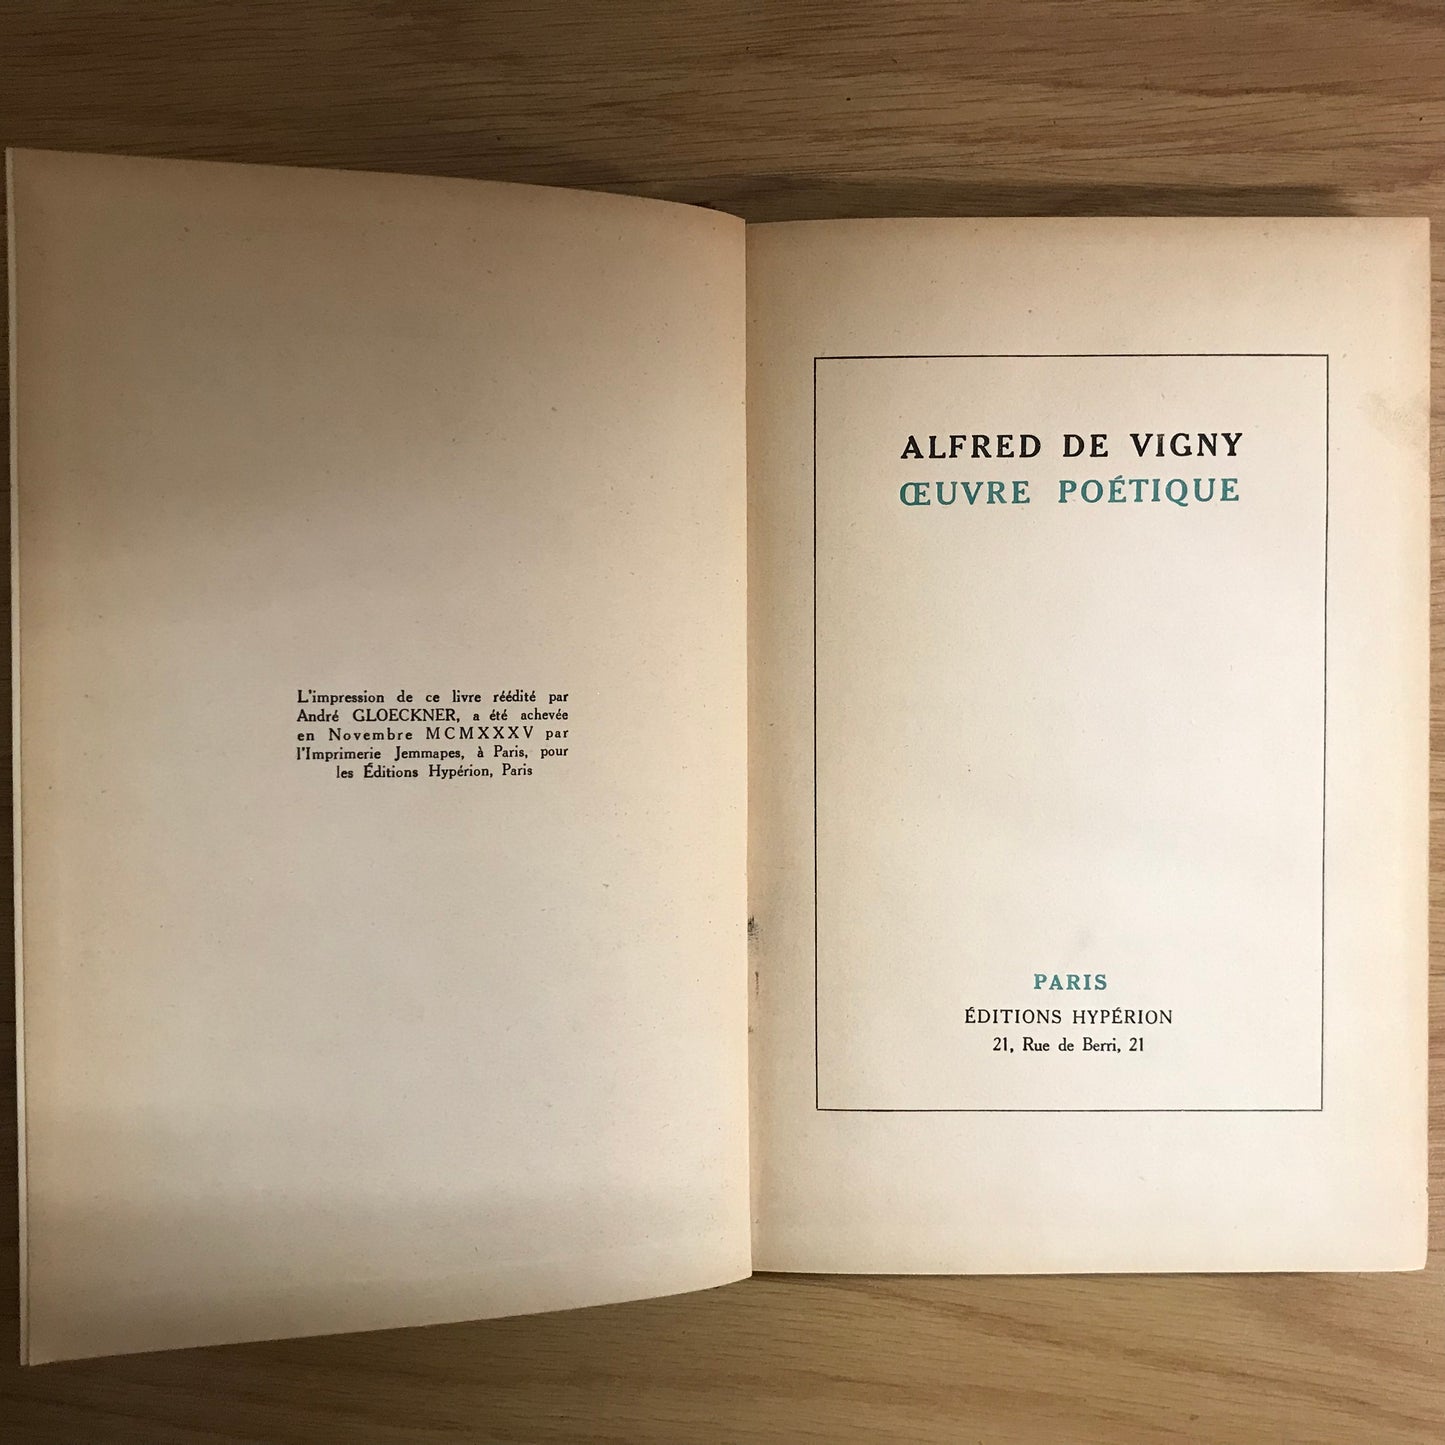 L'impression de ce livre réédité par
André GLOECKNER, a été achevée
en Novembre MCMXXXV par
l'Imprimerie Jemmapes, à Paris, pour
les Éditions Hypérion, Paris
ALFRED DE VIGNY
ŒUVRE POÉTIQUE
PARIS
ÉDITIONS HYPÉRION
21, Rue de Berri, 21